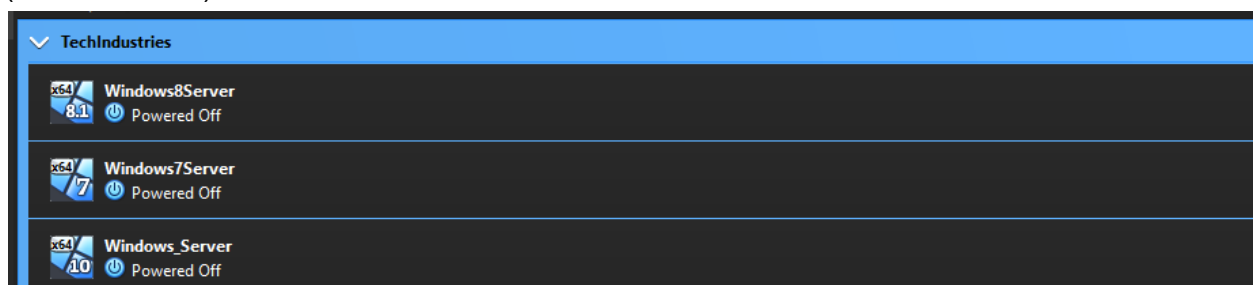 TechIndustries
x64
8.1
Windows8Server
Powered Off
x64
7
Windows7Server
Powered Off
x64
10
Windows_Server
Powered Off